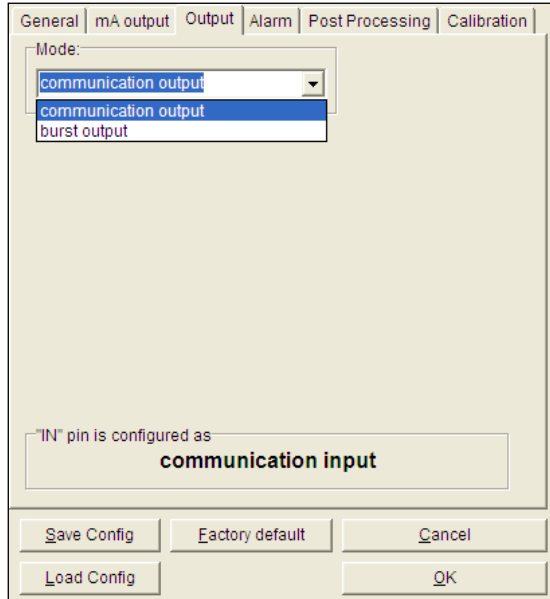 General mA output Output Alarm Post Processing Calibration
Mode:
communication output
communication output
burst output
"IN" pin is configured as
communication input
Save Config Factory default Cancel
Load Config OK